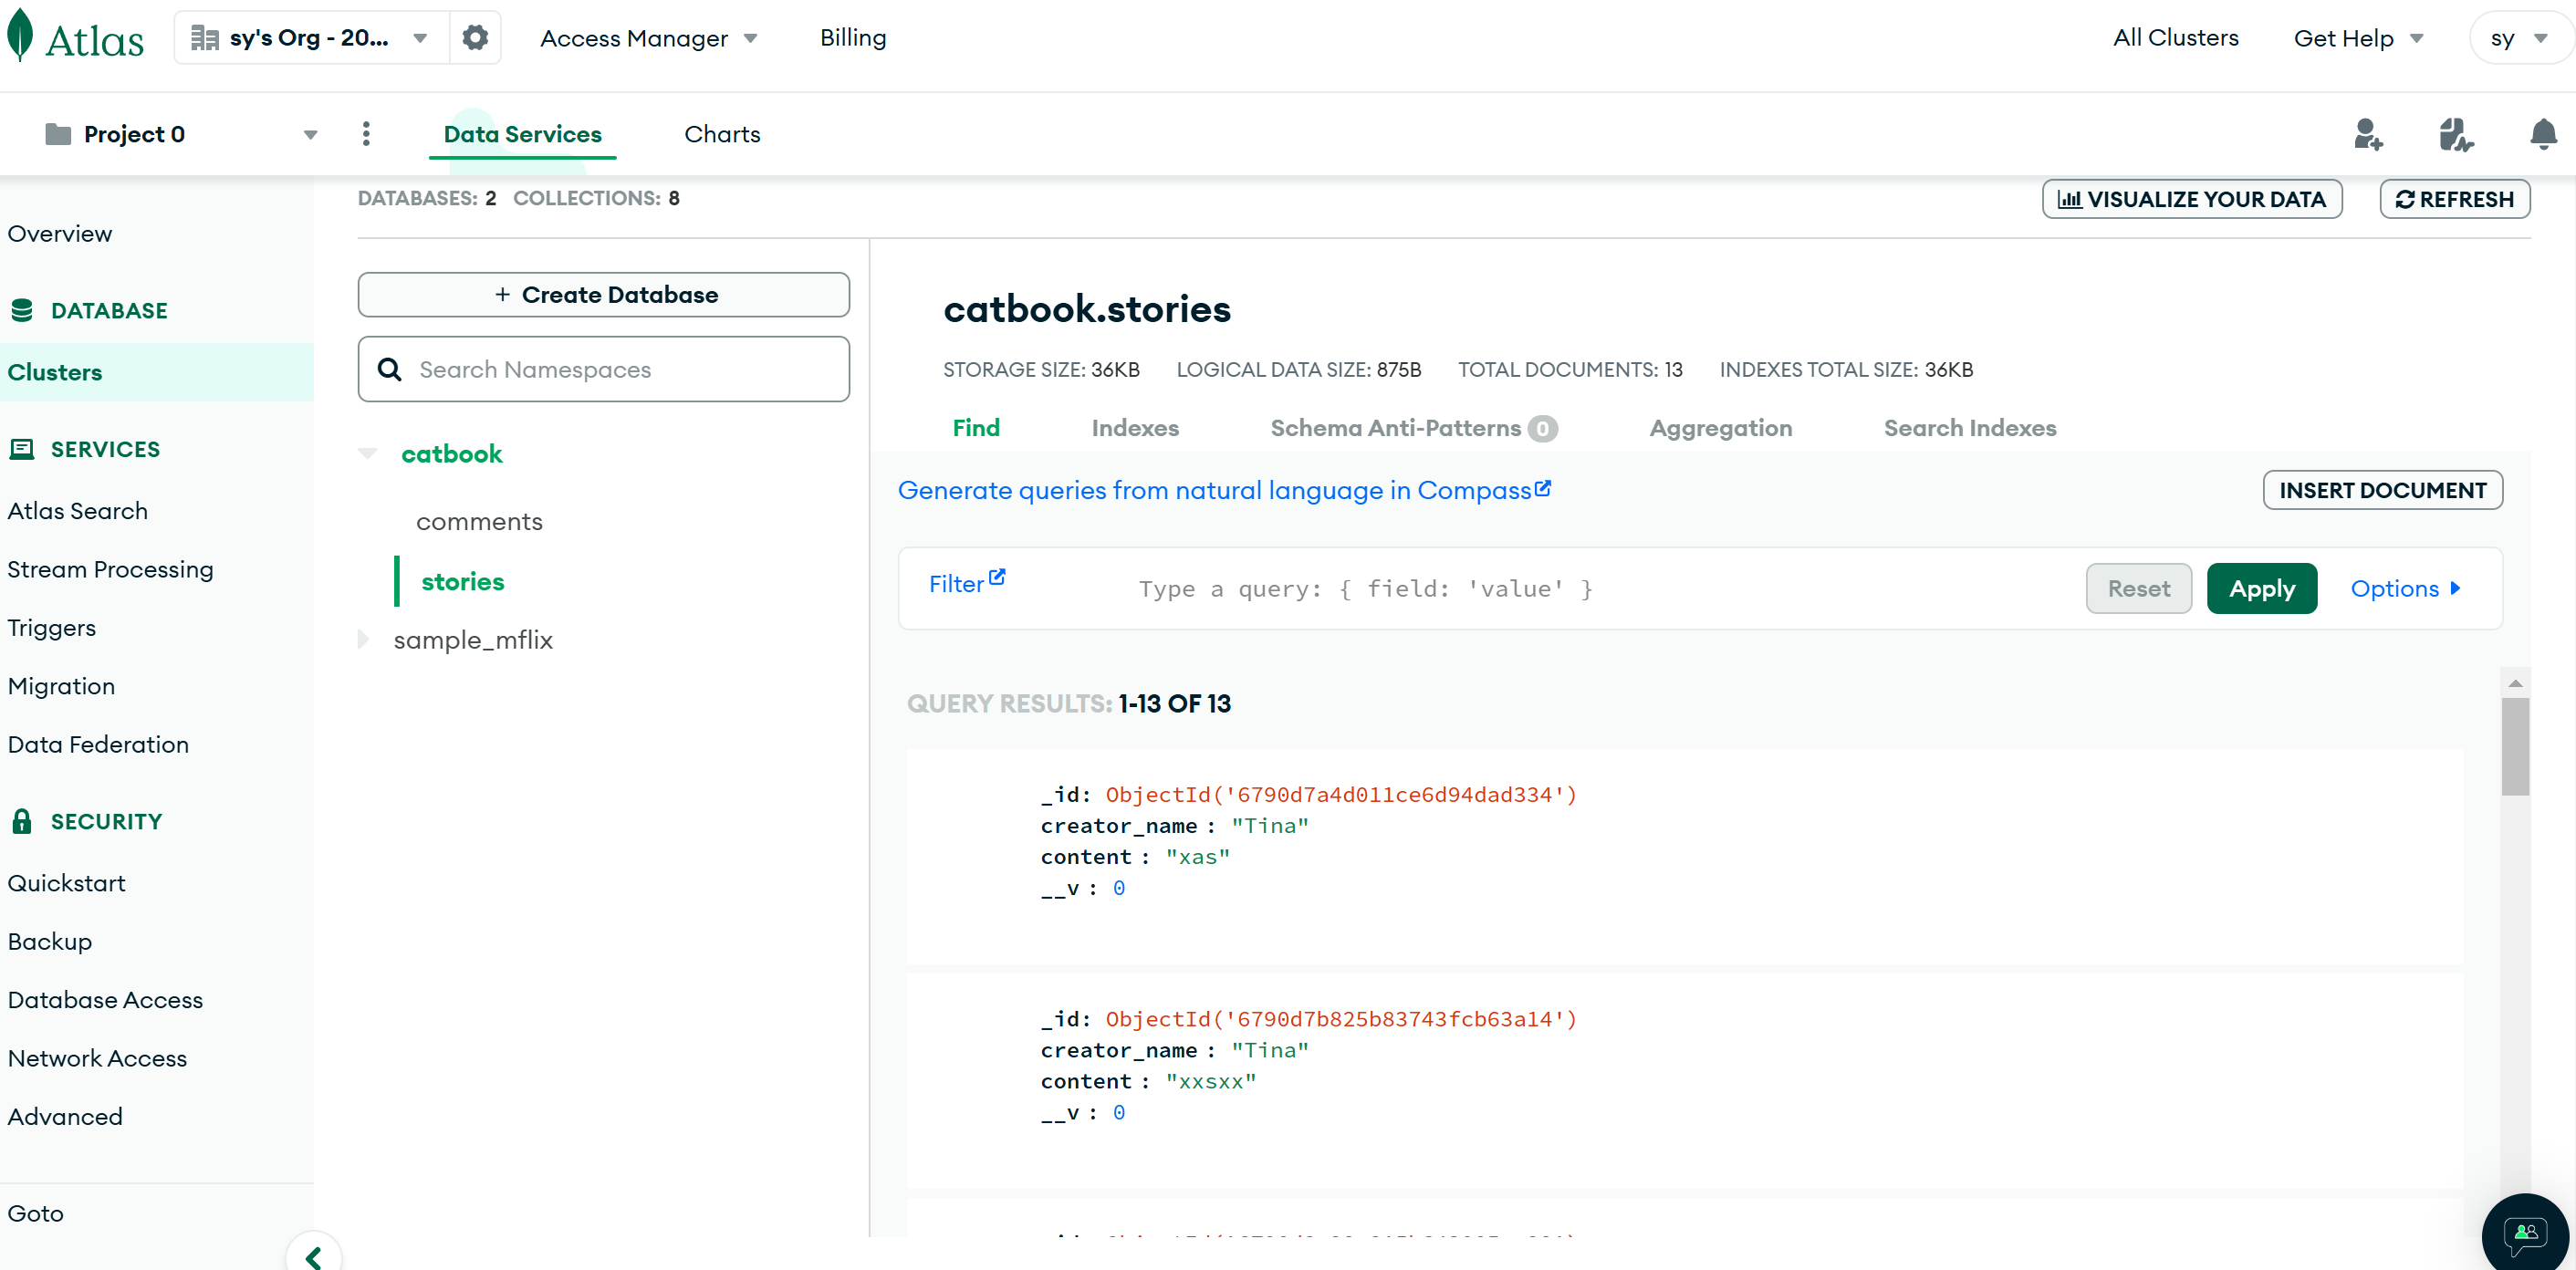 Atlas
sy's Org - 20...
Access Manager
Billing
All Clusters
Get Help
sy
Project 0
Data Services
Charts
DATABASES: 2 COLLECTIONS: 8
VISUALIZE YOUR DATA
REFRESH
Overview
DATABASE
Clusters
SERVICES
Atlas Search
Stream Processing
Triggers
Migration
Data Federation
SECURITY
Quickstart
Backup
Database Access
Network Access
Advanced
Goto
+ Create Database
Search Namespaces
catbook
comments
stories
sample_mflix
catbook.stories
STORAGE SIZE: 36KB LOGICAL DATA SIZE: 875B TOTAL DOCUMENTS: 13 INDEXES TOTAL SIZE: 36KB
Find Indexes Schema Anti-Patterns 0 Aggregation Search Indexes
Generate queries from natural language in Compass
INSERT DOCUMENT
Filter
Type a query: { field: 'value' }
Reset
Apply
Options
QUERY RESULTS: 1-13 OF 13
_id: ObjectId('6790d7a4d011ce6d94dad334')
creator_name : "Tina"
content : "xas"
__v : 0
_id: ObjectId('6790d7b825b83743fcb63a14')
creator_name : "Tina"
content : "xxsxx"
__v : 0